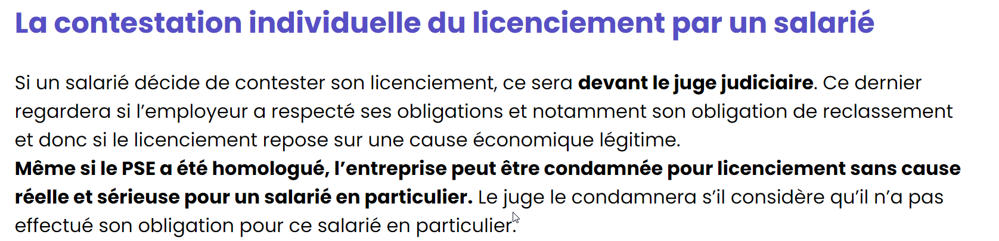 La contestation individuelle du licenciement par un salarié
Si un salarié décide de contester son licenciement, ce sera devant le juge judiciaire. Ce dernier
regardera si l’employeur a respecté ses obligations et notamment son obligation de reclassement
et donc si le licenciement repose sur une cause économique légitime.
Même si le PSE a été homologué, l’entreprise peut être condamnée pour licenciement sans cause
réelle et sérieuse pour un salarié en particulier. Le juge le condamnera s’il considère qu’il n’a pas
effectué son obligation pour ce salarié en particulier.